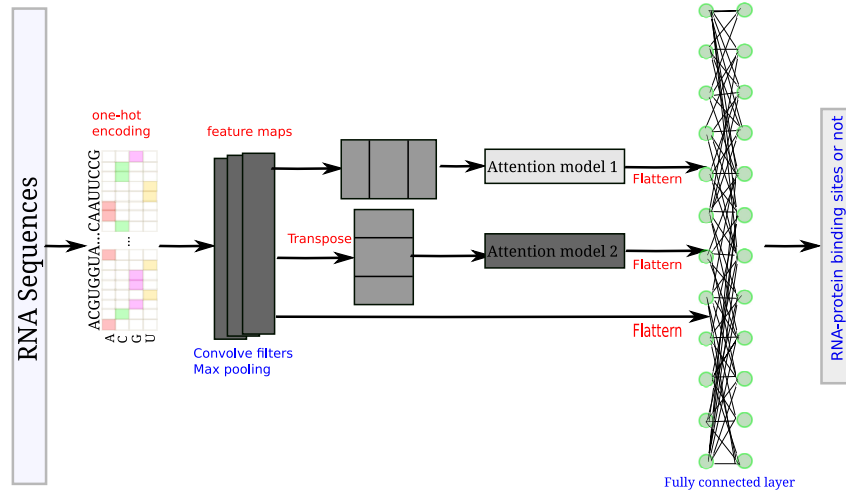 RNA Sequences
one-hot
encoding
ACGUGGUA...CAAUUCCG
...
A
C
G
U
feature maps
Convolve filters
Max pooling
Transpose
Attention model 1
Flattern
Attention model 2
Flattern
Flattern
Fully connected layer
RNA-protein binding sites or not